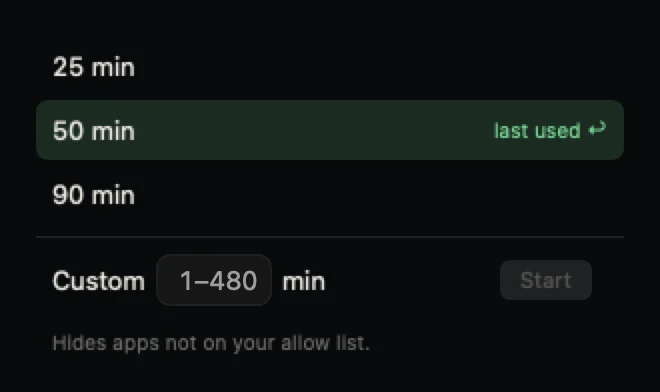 25 min
50 min last used ↩
90 min
Custom 1–480 min Start
Hides apps not on your allow list.